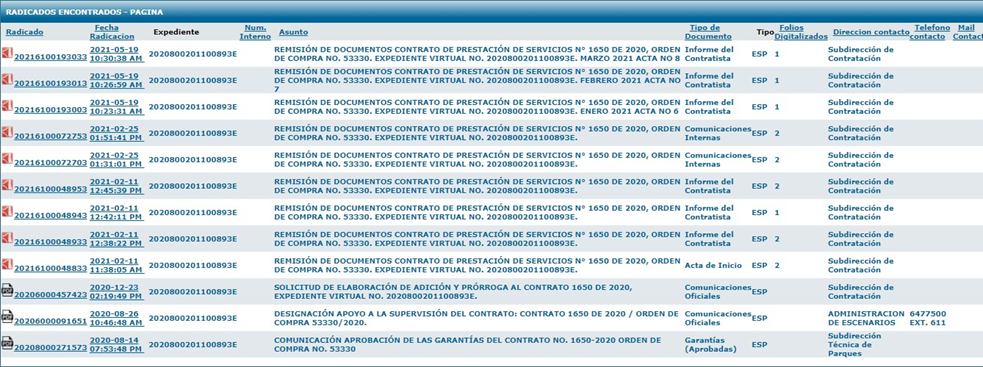 RADICADOS ENCONTRADOS - PAGINA
Radicado Fecha Radicacion Expediente Num. Interno Asunto Tipo de Documento Tipo Folios Digitalizados Direccion contacto Telefono contacto Mail Contact
20216100193033 2021-05-19 10:30:38 AM 2020800201100893E REMISIÓN DE DOCUMENTOS CONTRATO DE PRESTACIÓN DE SERVICIOS N° 1650 DE 2020, ORDEN DE COMPRA NO. 53330. EXPEDIENTE VIRTUAL NO. 2020800201100893E. MARZO 2021 ACTA NO 8 Informe del Contratista ESP 1 Subdirección de Contratación
20216100193013 2021-05-19 10:26:59 AM 2020800201100893E REMISIÓN DE DOCUMENTOS CONTRATO DE PRESTACIÓN DE SERVICIOS N° 1650 DE 2020, ORDEN DE COMPRA NO. 53330. EXPEDIENTE VIRTUAL NO. 2020800201100893E. FEBRERO 2021 ACTA NO 7 Informe del Contratista ESP 1 Subdirección de Contratación
20216100193003 2021-05-19 10:23:31 AM 2020800201100893E REMISIÓN DE DOCUMENTOS CONTRATO DE PRESTACIÓN DE SERVICIOS N° 1650 DE 2020, ORDEN DE COMPRA NO. 53330. EXPEDIENTE VIRTUAL NO. 2020800201100893E. ENERO 2021 ACTA NO 6 Informe del Contratista ESP 1 Subdirección de Contratación
20216100072753 2021-02-25 01:51:41 PM 2020800201100893E REMISIÓN DE DOCUMENTOS CONTRATO DE PRESTACIÓN DE SERVICIOS N° 1650 DE 2020, ORDEN DE COMPRA NO. 53330. EXPEDIENTE VIRTUAL NO. 2020800201100893E. Comunicaciones Internas ESP 2 Subdirección de Contratación
20216100072703 2021-02-25 01:31:01 PM 2020800201100893E REMISIÓN DE DOCUMENTOS CONTRATO DE PRESTACIÓN DE SERVICIOS N° 1650 DE 2020, ORDEN DE COMPRA NO. 53330. EXPEDIENTE VIRTUAL NO. 2020800201100893E. Comunicaciones Internas ESP 2 Subdirección de Contratación
20216100048953 2021-02-11 12:45:39 PM 2020800201100893E REMISIÓN DE DOCUMENTOS CONTRATO DE PRESTACIÓN DE SERVICIOS N° 1650 DE 2020, ORDEN DE COMPRA NO. 53330. EXPEDIENTE VIRTUAL NO. 2020800201100893E. Informe del Contratista ESP 2 Subdirección de Contratación
20216100048943 2021-02-11 12:42:11 PM 2020800201100893E REMISIÓN DE DOCUMENTOS CONTRATO DE PRESTACIÓN DE SERVICIOS N° 1650 DE 2020, ORDEN DE COMPRA NO. 53330. EXPEDIENTE VIRTUAL NO. 2020800201100893E. Informe del Contratista ESP 1 Subdirección de Contratación
20216100048933 2021-02-11 12:38:22 PM 2020800201100893E REMISIÓN DE DOCUMENTOS CONTRATO DE PRESTACIÓN DE SERVICIOS N° 1650 DE 2020, ORDEN DE COMPRA NO. 53330. EXPEDIENTE VIRTUAL NO. 2020800201100893E. Informe del Contratista ESP 2 Subdirección de Contratación
20216100048833 2021-02-11 11:38:05 AM 2020800201100893E REMISIÓN DE DOCUMENTOS CONTRATO DE PRESTACIÓN DE SERVICIOS N° 1650 DE 2020, ORDEN DE COMPRA NO. 53330. EXPEDIENTE VIRTUAL NO. 2020800201100893E. Acta de Inicio ESP 2 Subdirección de Contratación
20206000457423 2020-12-23 02:19:49 PM 2020800201100893E SOLICITUD DE ELABORACIÓN DE ADICIÓN Y PRÓRROGA AL CONTRATO 1650 DE 2020, EXPEDIENTE VIRTUAL NO. 2020800201100893E. Comunicaciones Oficiales ESP Subdirección de Contratación
20206000091651 2020-08-26 10:46:48 AM 2020800201100893E DESIGNACIÓN APOYO A LA SUPERVISIÓN DEL CONTRATO: CONTRATO 1650 DE 2020 / ORDEN DE COMPRA 53330/2020. Comunicaciones Oficiales ESP ADMINISTRACION DE ESCENARIOS 6477500 EXT. 611
20208000271573 2020-08-14 07:53:48 PM 2020800201100893E COMUNICACIÓN APROBACIÓN DE LAS GARANTÍAS DEL CONTRATO NO. 1650-2020 ORDEN DE COMPRA NO. 53330 Garantías (Aprobadas) ESP Subdirección Técnica de Parques